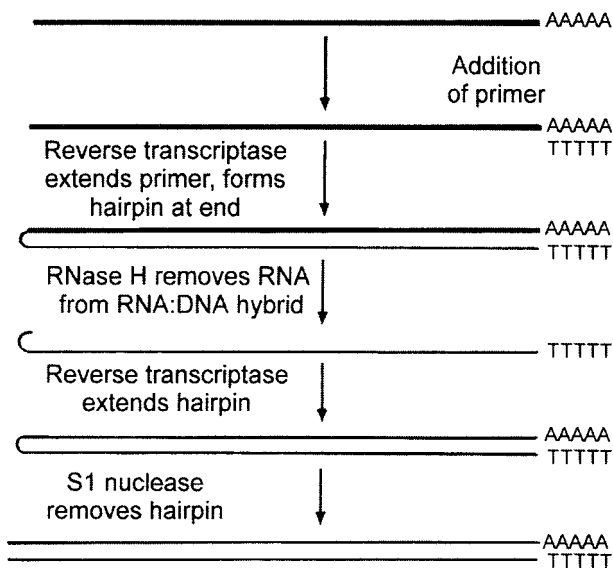 AAAAA
Addition
of primer
AAAAA
TTTTT
Reverse transcriptase
extends primer, forms
hairpin at end
AAAAA
TTTTT
RNase H removes RNA
from RNA:DNA hybrid
TTTTT
Reverse transcriptase
extends hairpin
AAAAA
TTTTT
S1 nuclease
removes hairpin
AAAAA
TTTTT